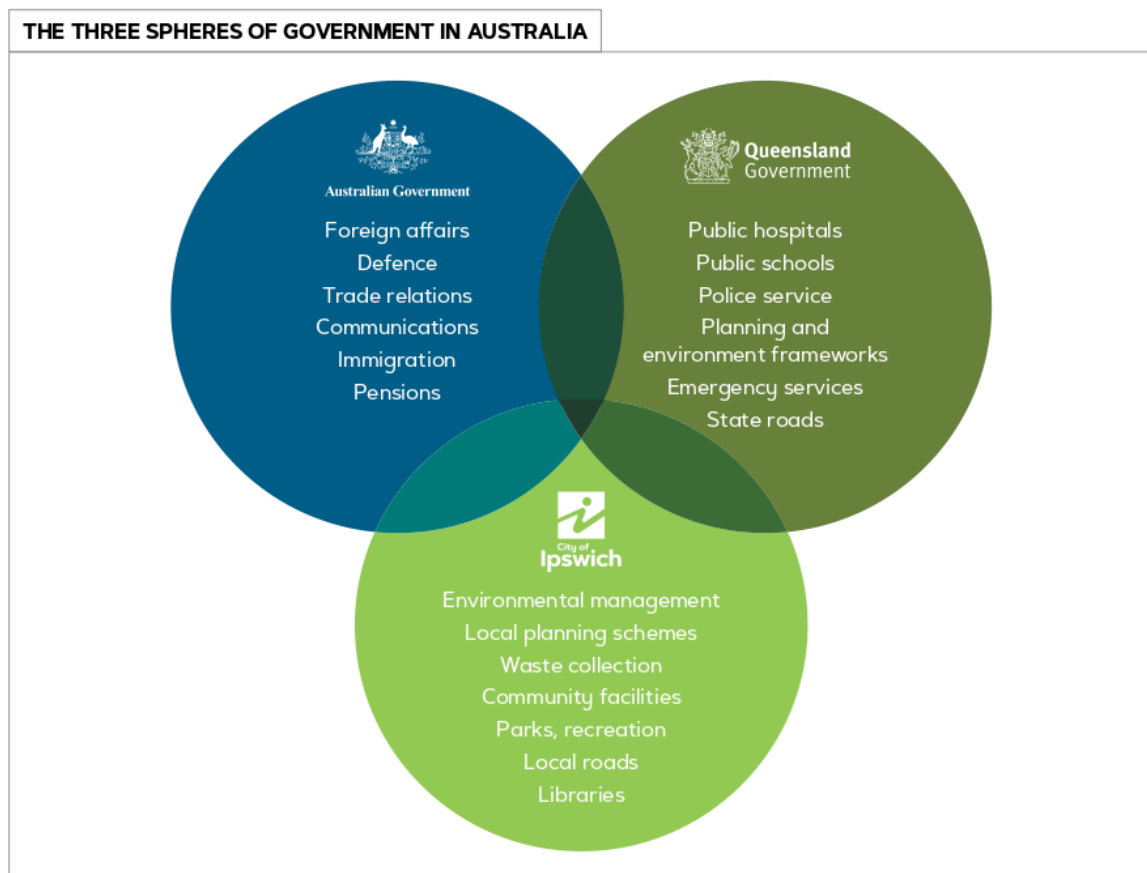 THE THREE SPHERES OF GOVERNMENT IN AUSTRALIA
Australian Government
Foreign affairs
Defence
Trade relations
Communications
Immigration
Pensions
Queensland
Government
Public hospitals
Public schools
Police service
Planning and
environment frameworks
Emergency services
State roads
City of
Ipswich
Environmental management
Local planning schemes
Waste collection
Community facilities
Parks, recreation
Local roads
Libraries